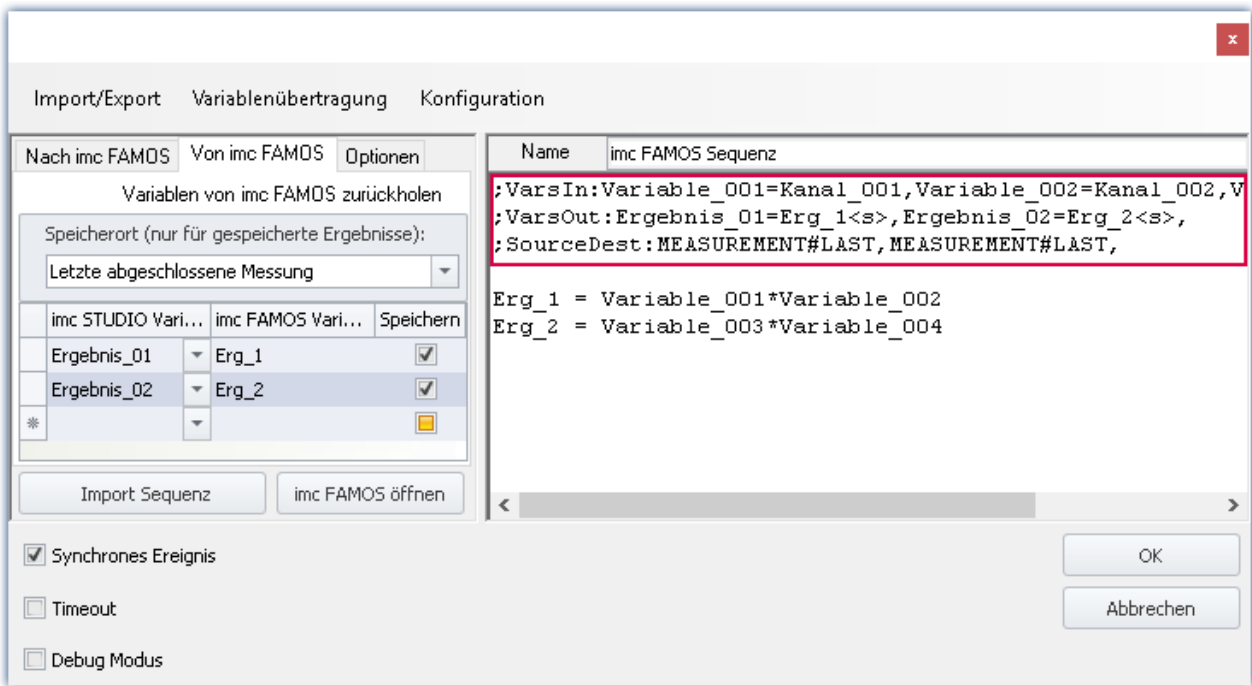 x
Import/Export Variablenübertragung Konfiguration
Nach imc FAMOS Von imc FAMOS Optionen
Variablen von imc FAMOS zurückholen
Speicherort (nur für gespeicherte Ergebnisse):
Letzte abgeschlossene Messung
imc STUDIO Vari... imc FAMOS Vari... Speichern
Ergebnis_01 Erg_1
Ergebnis_02 Erg_2
Import Sequenz imc FAMOS öffnen
Name imc FAMOS Sequenz
;VarsIn:Variable_001=Kanal_001,Variable_002=Kanal_002,V
;VarsOut:Ergebnis_01=Erg_1<s>,Ergebnis_02=Erg_2<s>,
;SourceDest:MEASUREMENT#LAST,MEASUREMENT#LAST,
Erg_1 = Variable_001*Variable_002
Erg_2 = Variable_003*Variable_004
Synchrones Ereignis
Timeout
Debug Modus
OK
Abbrechen